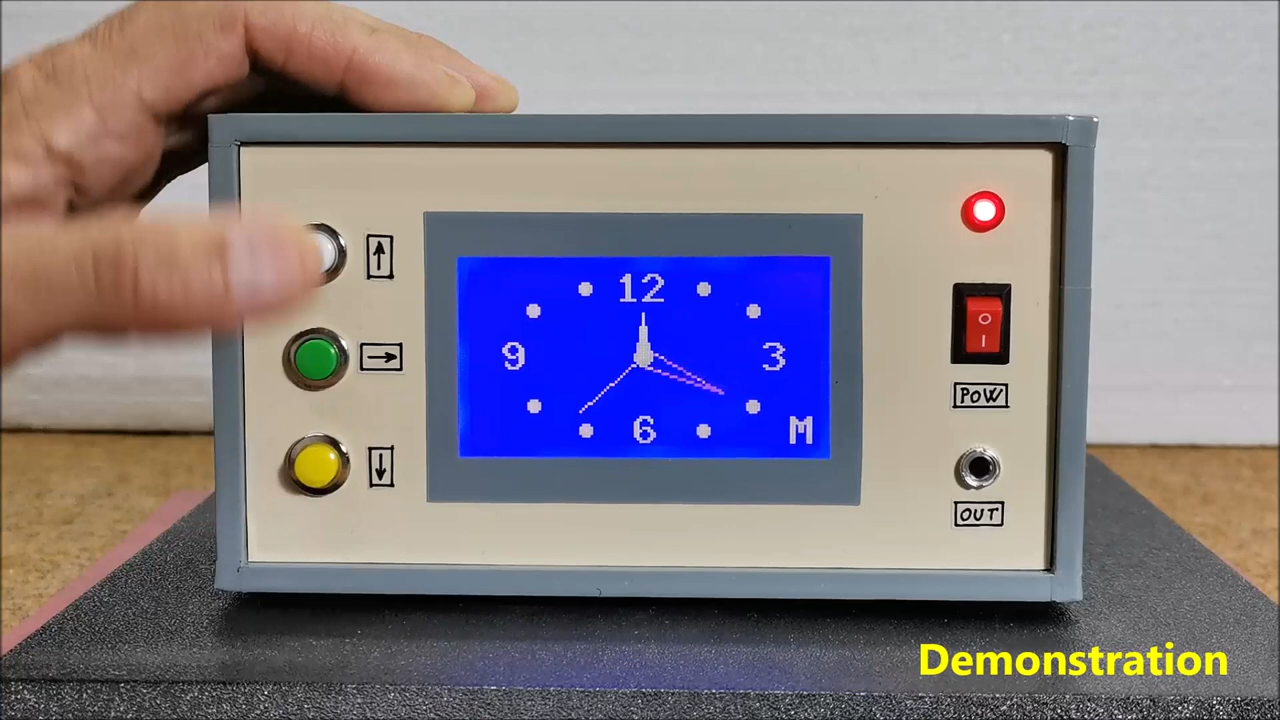 ↑
→
↓
12
9
3
6
M
O
I
POW
OUT
Demonstration